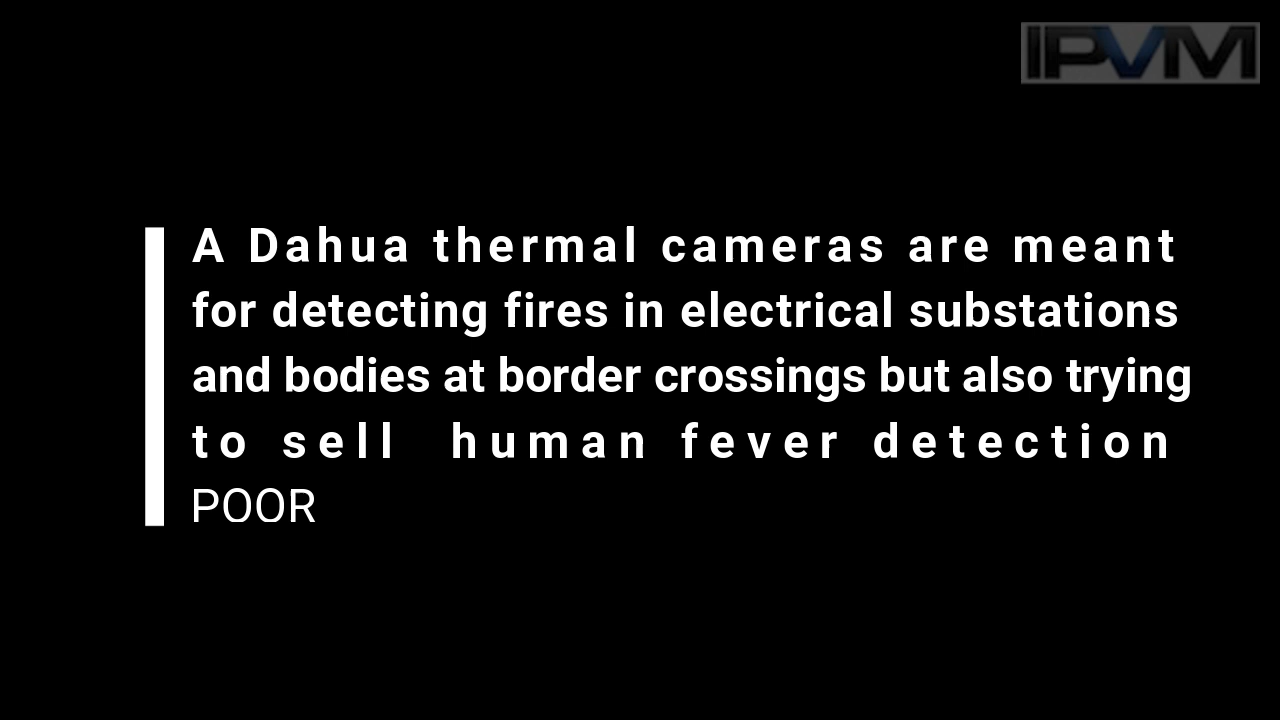 IPVM
A Dahua thermal cameras are meant
for detecting fires in electrical substations
and bodies at border crossings but also trying
to sell human fever detection
POOR